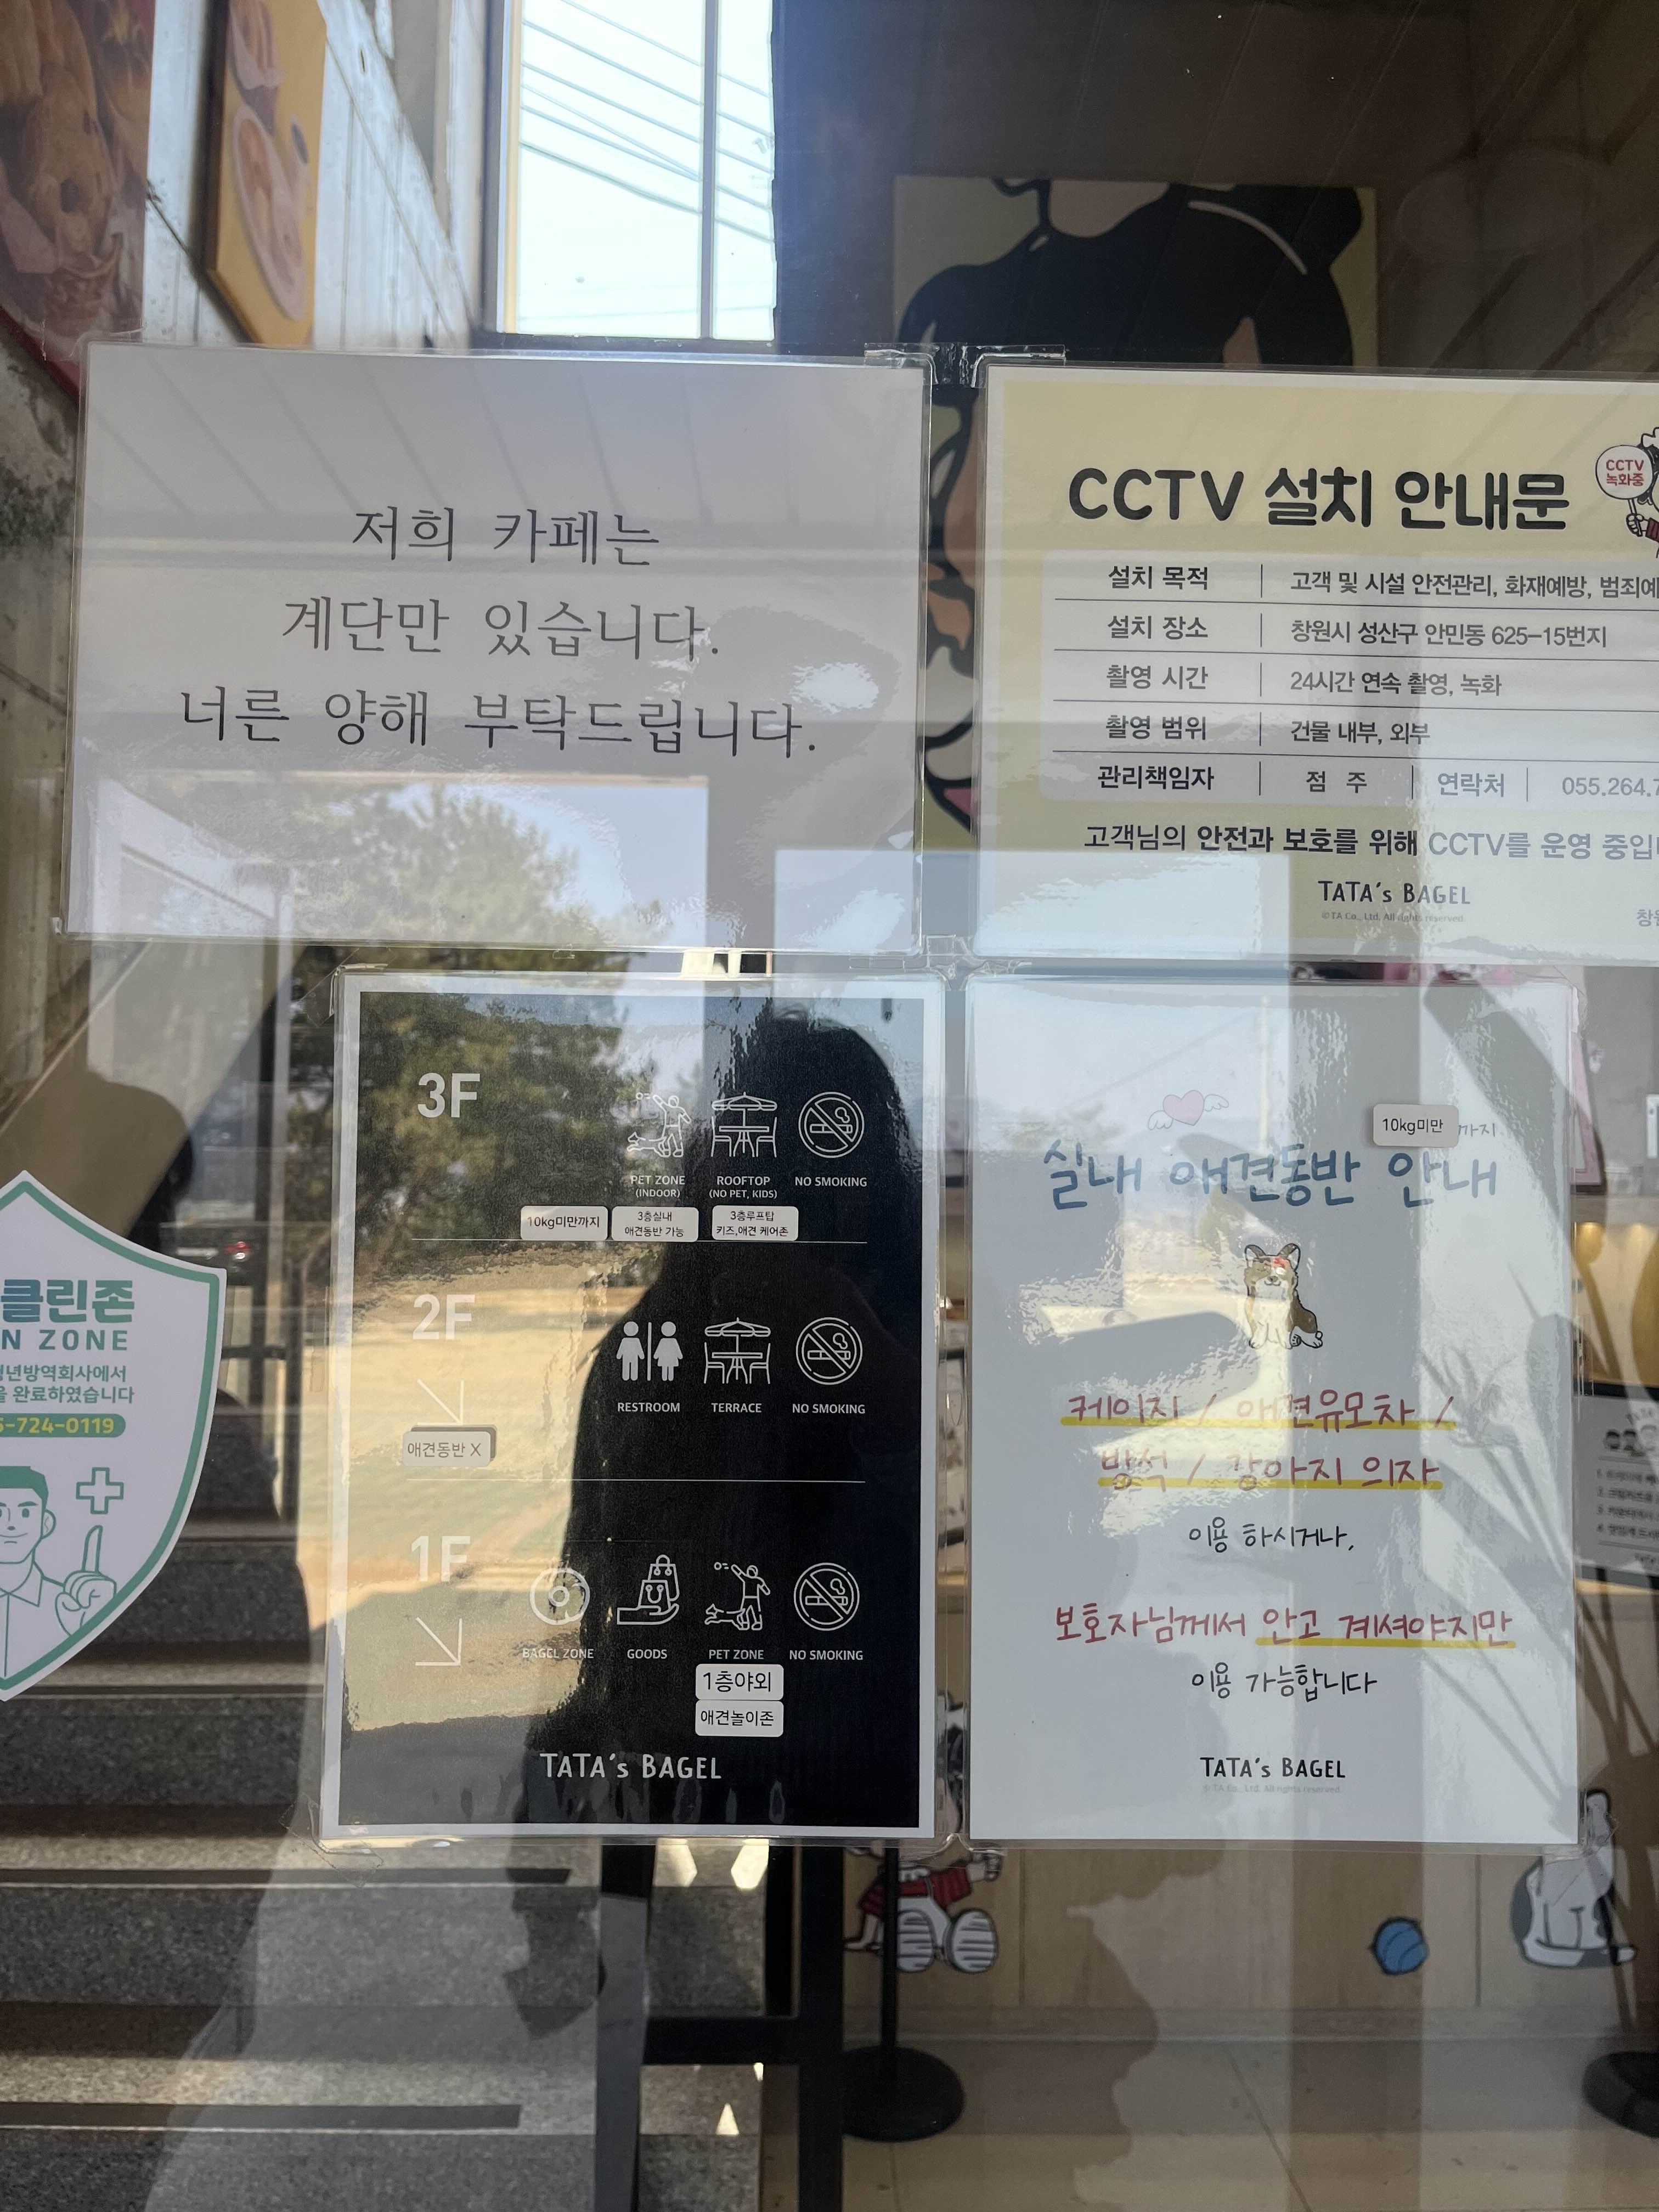 저희 카페는
계단만 있습니다.
너른 양해 부탁드립니다.
CCTV 설치 안내문
CCTV
녹화중
설치 목적 고객 및 시설 안전관리, 화재예방,
설치 장소 창원시 성산구 안민동 625-15번지
촬영 시간 24시간 연속 촬영, 녹화
촬영 범위 건물 내부, 외부
관리책임자 점 주 연락처 055.264.7
고객님의 안전과 보호를 위해 CCTV를 운영
TATA's BAGEL
©TA Co., Ltd. All rights reserved.
3F
PET ZONE
(INDOOR)
ROOFTOP
(NO PET, KIDS)
NO SMOKING
10kg미만까지
3층실내
애견동반 가능
3층루프탑
키즈,애견 케어존
2F
RESTROOM
TERRACE
NO SMOKING
애견동반 X
1F
BAGEL ZONE
GOODS
PET ZONE
NO SMOKING
1층야외
애견놀이존
TATA's BAGEL
10kg미만 까지
실내 애견동반 안내
케이지 / 애견유모차 /
방석 / 강아지 의자
이용 하시거나,
보호자님께서 안고 계셔야지만
이용 가능합니다
TATA's BAGEL
© TA Co., Ltd. All rights reserved.
클린존
N ZONE
년방역회사에서
완료하였습니다
-724-0119